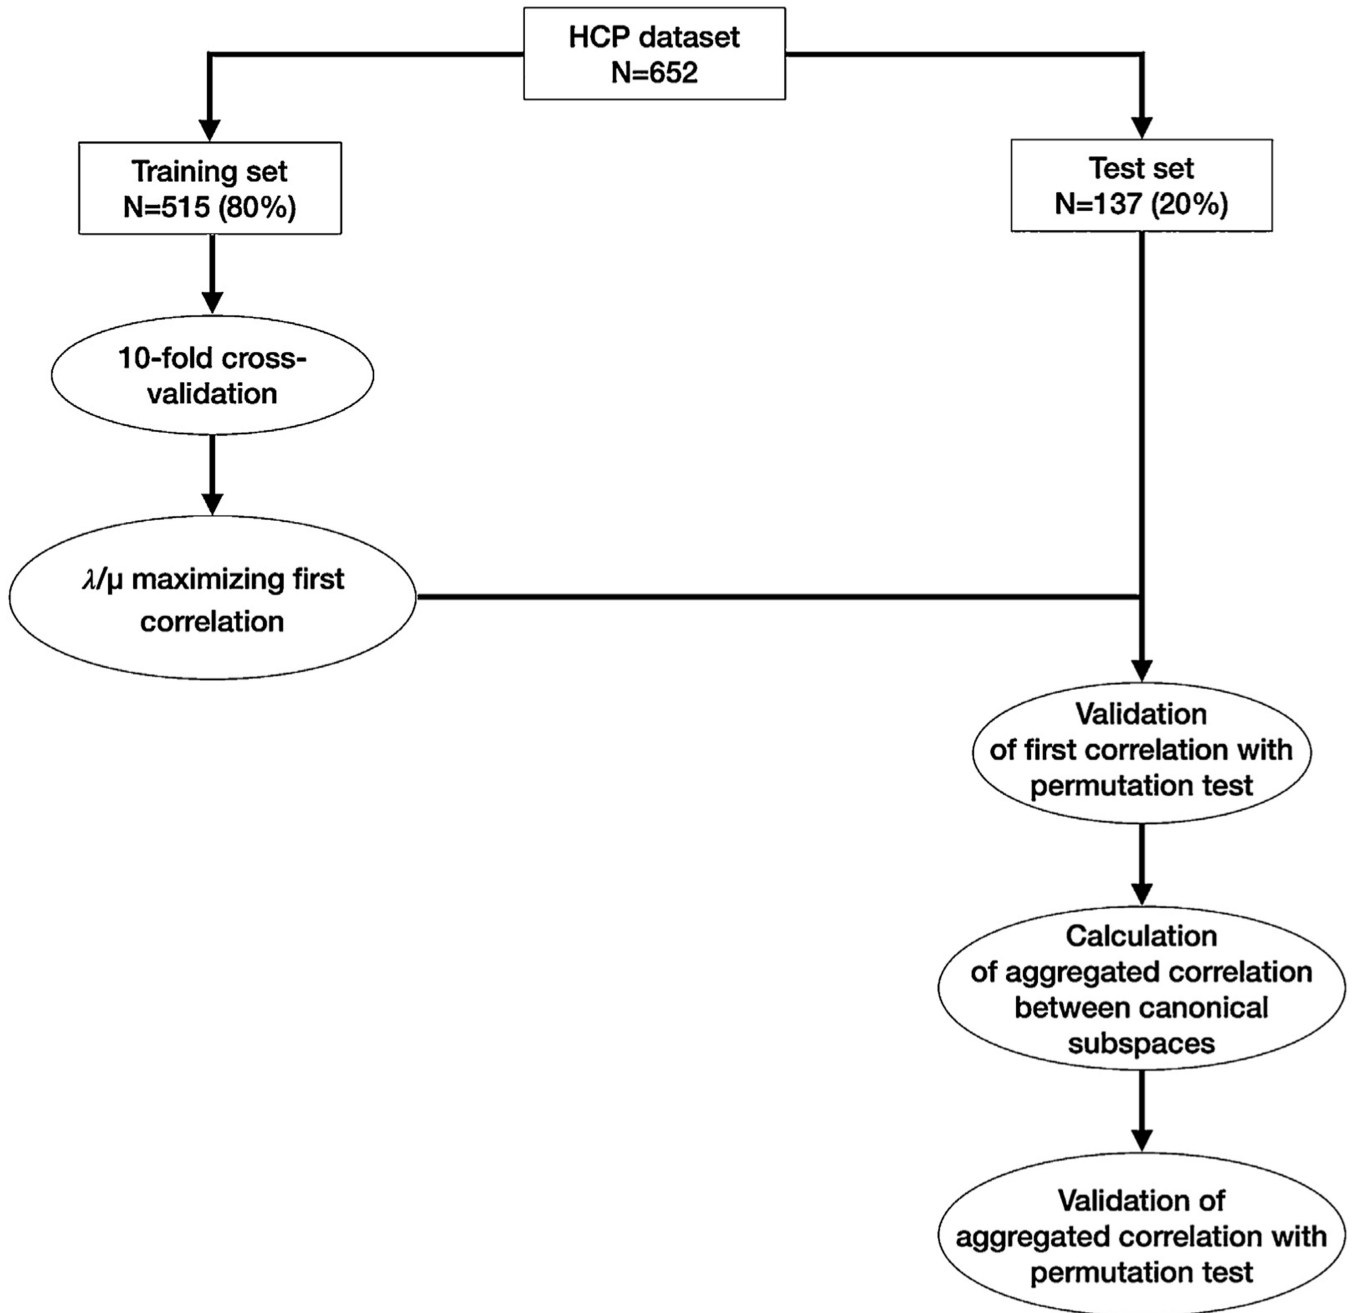 HCP dataset
N=652
Training set
N=515 (80%)
Test set
N=137 (20%)
10-fold cross-
validation
λ/μ maximizing first
correlation
Validation
of first correlation with
permutation test
Calculation
of aggregated correlation
between canonical
subspaces
Validation of
aggregated correlation with
permutation test